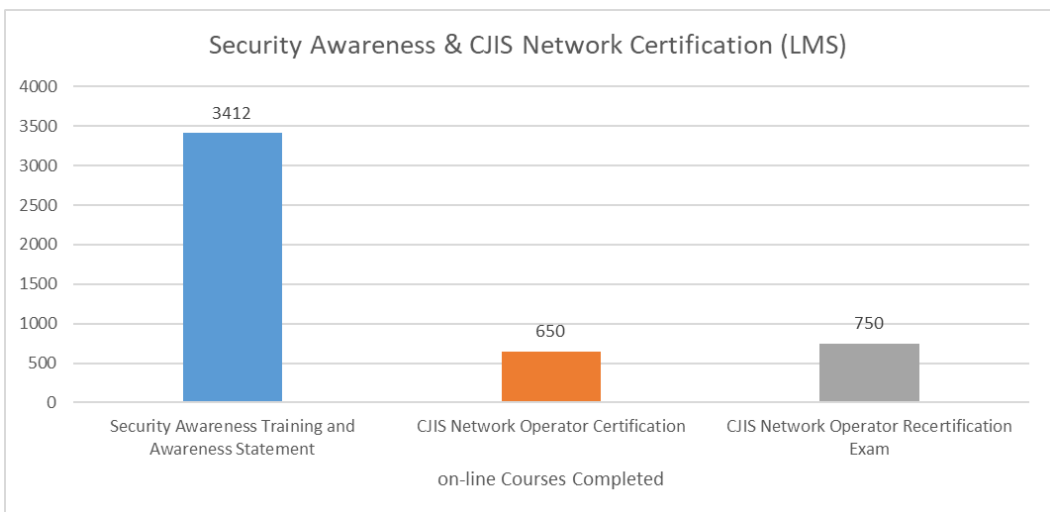 Security Awareness & CJIS Network Certification (LMS)
4000
3500
3000
2500
2000
1500
1000
500
0
3412
650
750
Security Awareness Training and
Awareness Statement
CJIS Network Operator Certification
CJIS Network Operator Recertification
Exam
on-line Courses Completed